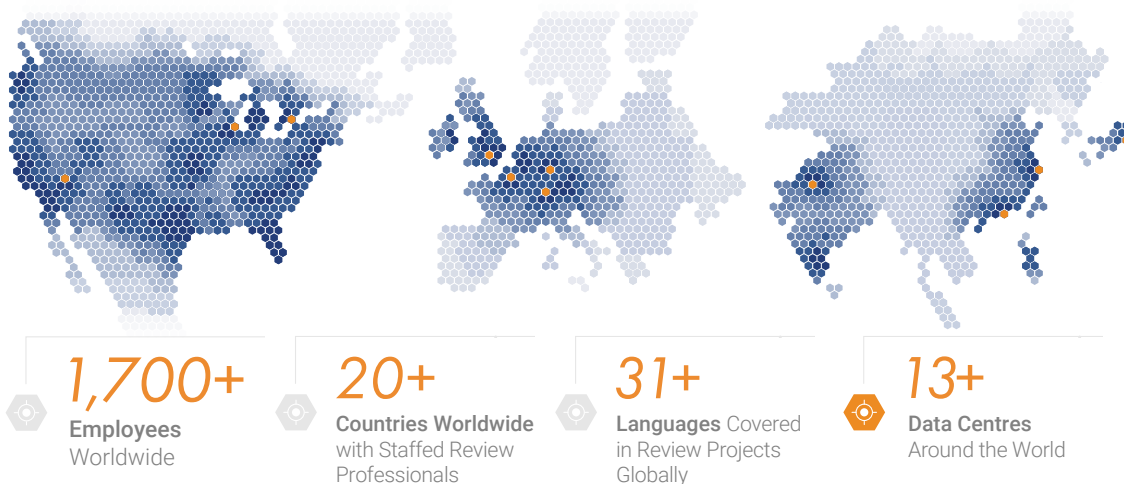 1,700+
Employees
Worldwide
20+
Countries Worldwide
with Staffed Review
Professionals
31+
Languages Covered
in Review Projects
Globally
13+
Data Centres
Around the World